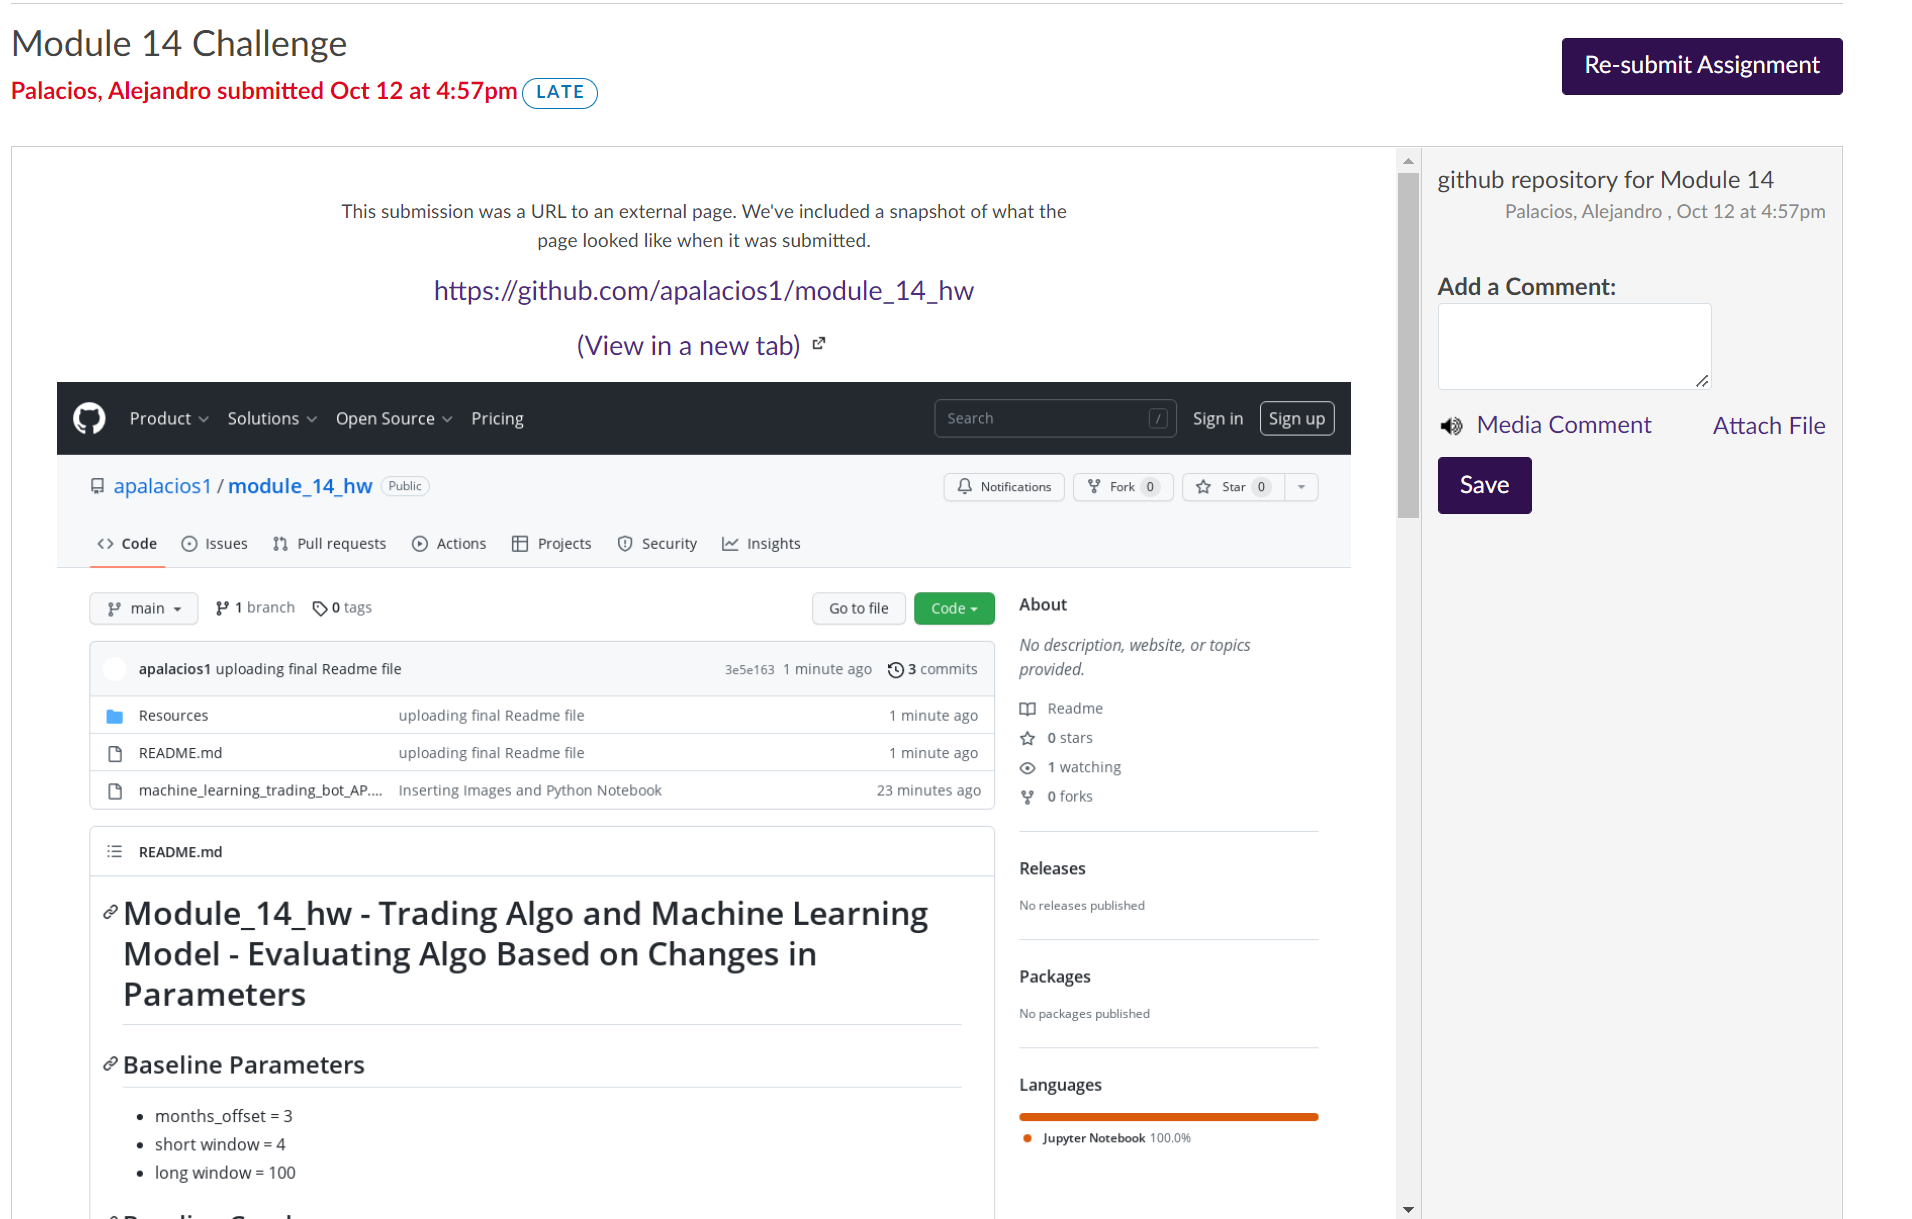 Module 14 Challenge
Re-submit Assignment
Palacios, Alejandro submitted Oct 12 at 4:57pm LATE
This submission was a URL to an external page. We've included a snapshot of what the
page looked like when it was submitted.
https://github.com/apalacios1/module_14_hw
(View in a new tab)
github repository for Module 14
Palacios, Alejandro , Oct 12 at 4:57pm
Add a Comment:
Media Comment Attach File
Save
Product Solutions Open Source Pricing Search / Sign in Sign up
apalacios1 / module_14_hw Public Notifications Fork 0 Star 0
Code Issues Pull requests Actions Projects Security Insights
main 1 branch 0 tags Go to file Code
apalacios1 uploading final Readme file 3e5e163 1 minute ago 3 commits
Resources uploading final Readme file 1 minute ago
README.md uploading final Readme file 1 minute ago
machine_learning_trading_bot_AP.... Inserting Images and Python Notebook 23 minutes ago
README.md
Module_14_hw - Trading Algo and Machine Learning
Model - Evaluating Algo Based on Changes in
Parameters
Baseline Parameters
months_offset = 3
short window = 4
long window = 100
About
No description, website, or topics
provided.
Readme
0 stars
1 watching
0 forks
Releases
No releases published
Packages
No packages published
Languages
Jupyter Notebook 100.0%